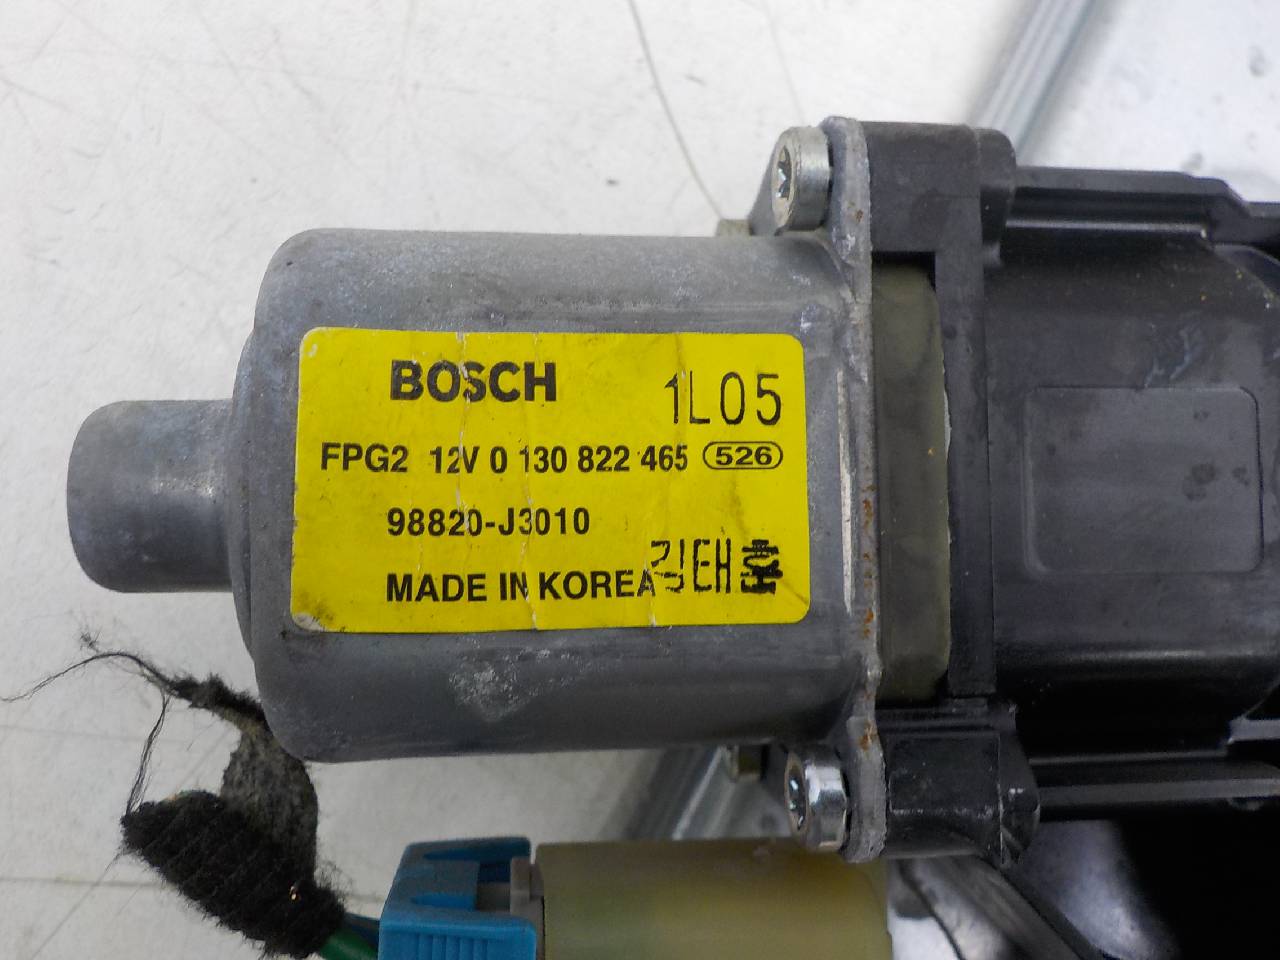 BOSCH 1L05
FPG2 12V 0 130 822 465 526
98820-J3010
MADE IN KOREA